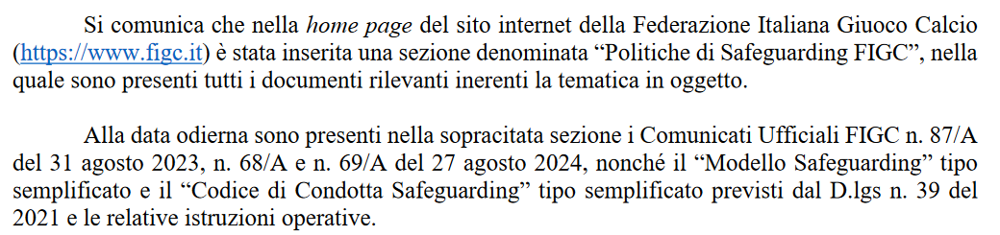 Si comunica che nella home page del sito internet della Federazione Italiana Giuoco Calcio
(https://www.figc.it) è stata inserita una sezione denominata “Politiche di Safeguarding FIGC”, nella
quale sono presenti tutti i documenti rilevanti inerenti la tematica in oggetto.
Alla data odierna sono presenti nella sopracitata sezione i Comunicati Ufficiali FIGC n. 87/A
del 31 agosto 2023, n. 68/A e n. 69/A del 27 agosto 2024, nonché il “Modello Safeguarding” tipo
semplificato e il “Codice di Condotta Safeguarding” tipo semplificato previsti dal D.lgs n. 39 del
2021 e le relative istruzioni operative.